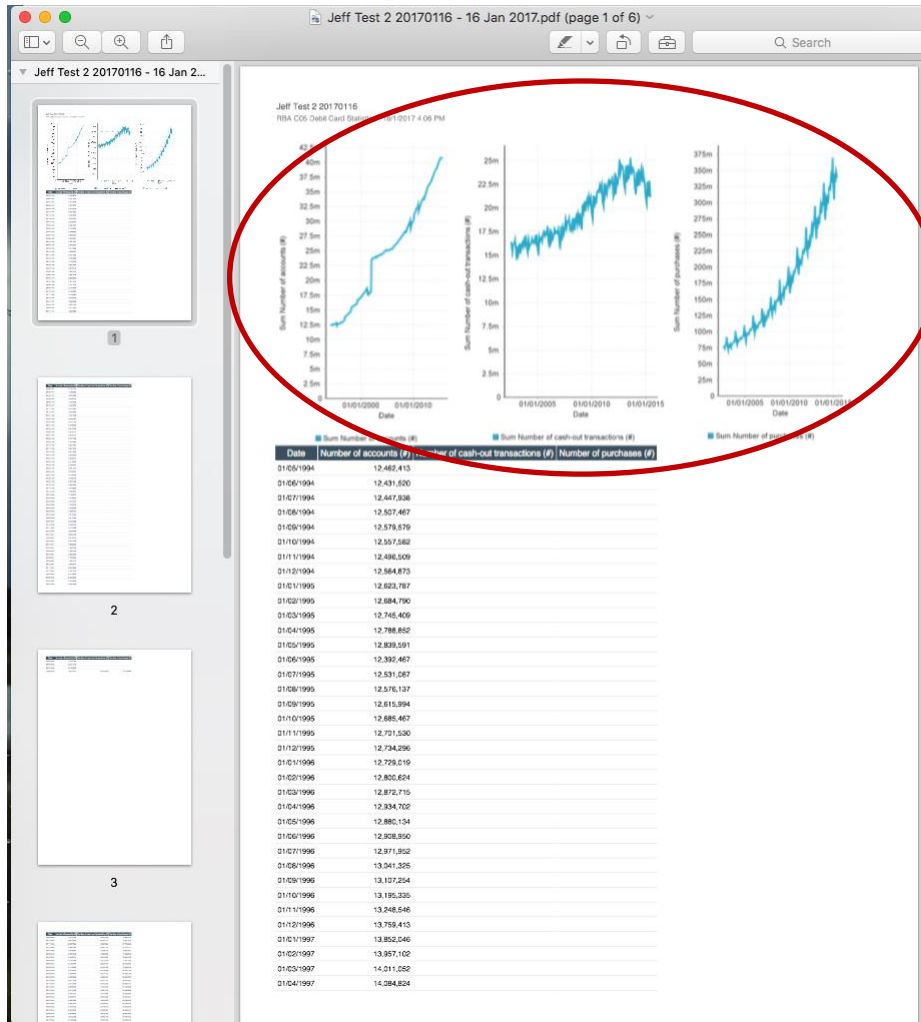 Jeff Test 2 20170116 - 16 Jan 2017.pdf (page 1 of 6)
Search
Jeff Test 2 20170116 - 16 Jan 2...
1
2
3
Jeff Test 2 20170116
RBA C05 Debit Card Statistics 16/1/2017 4:06 PM
42.5m
40m
37.5m
35m
32.5m
30m
27.5m
25m
22.5m
20m
17.5m
15m
12.5m
10m
7.5m
5m
2.5m
Sum Number of accounts (#)
01/01/2000 01/01/2010
Date
Sum Number of accounts (#)
25m
22.5m
20m
17.5m
15m
12.5m
10m
7.5m
5m
2.5m
Sum Number of cash-out transactions (#)
01/01/2005 01/01/2010 01/01/2015
Date
Sum Number of cash-out transactions (#)
375m
350m
325m
300m
275m
250m
225m
200m
175m
150m
125m
100m
75m
50m
25m
Sum Number of purchases (#)
01/01/2005 01/01/2010 01/01/2015
Date
Sum Number of purchases (#)
Date Number of accounts (#) Number of cash-out transactions (#) Number of purchases (#)
01/05/1994 12,462,413
01/06/1994 12,431,520
01/07/1994 12,447,938
01/08/1994 12,507,467
01/09/1994 12,579,579
01/10/1994 12,557,562
01/11/1994 12,486,509
01/12/1994 12,564,873
01/01/1995 12,623,787
01/02/1995 12,684,790
01/03/1995 12,745,409
01/04/1995 12,788,852
01/05/1995 12,839,591
01/06/1995 12,392,467
01/07/1995 12,531,087
01/08/1995 12,576,137
01/09/1995 12,615,994
01/10/1995 12,685,467
01/11/1995 12,701,530
01/12/1995 12,734,296
01/01/1996 12,729,019
01/02/1996 12,800,624
01/03/1996 12,872,715
01/04/1996 12,934,702
01/05/1996 12,880,134
01/06/1996 12,908,950
01/07/1996 12,971,952
01/08/1996 13,041,325
01/09/1996 13,107,254
01/10/1996 13,195,335
01/11/1996 13,248,546
01/12/1996 13,759,413
01/01/1997 13,852,046
01/02/1997 13,957,102
01/03/1997 14,011,052
01/04/1997 14,084,824